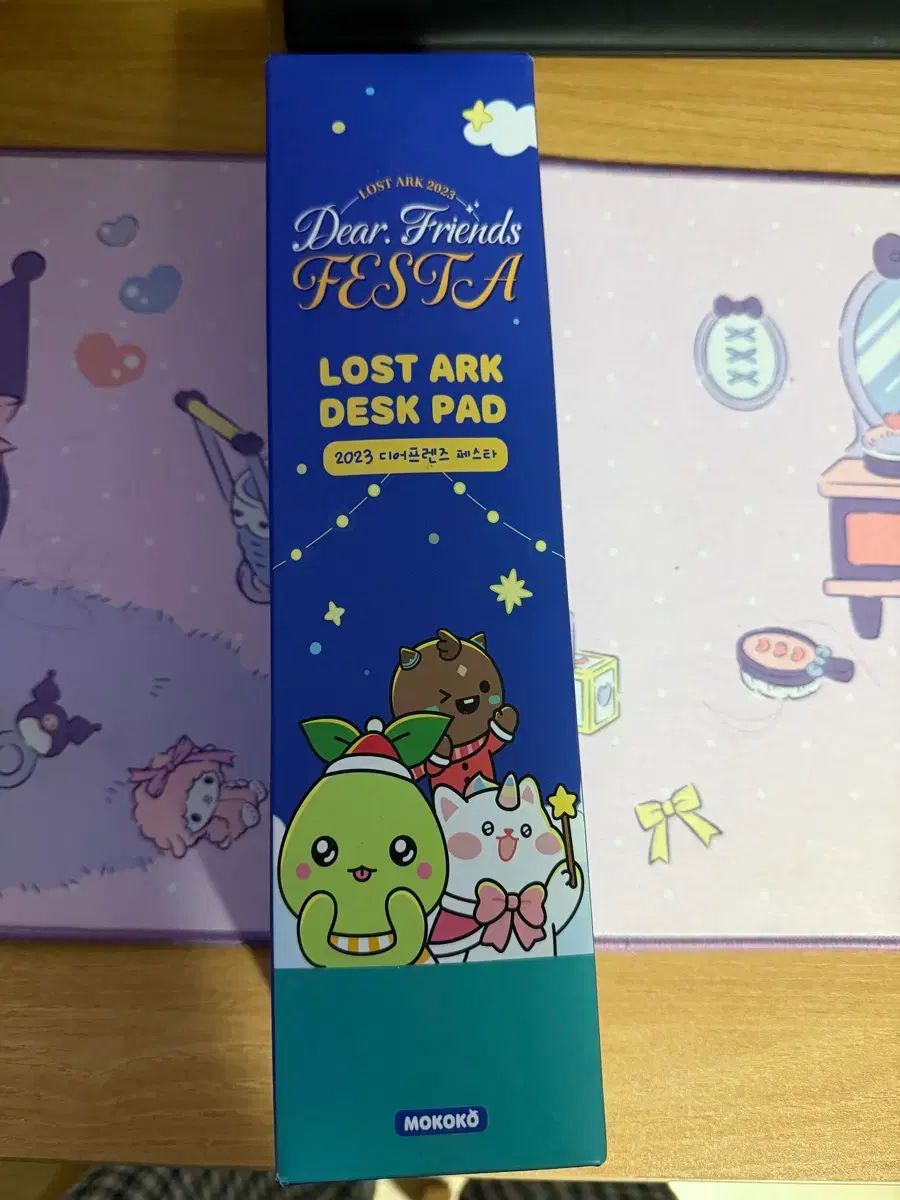 LOST ARK 2023
Dear. Friends
FESTA
LOST ARK
DESK PAD
2023 디어프렌즈 페스타
MOKOKO